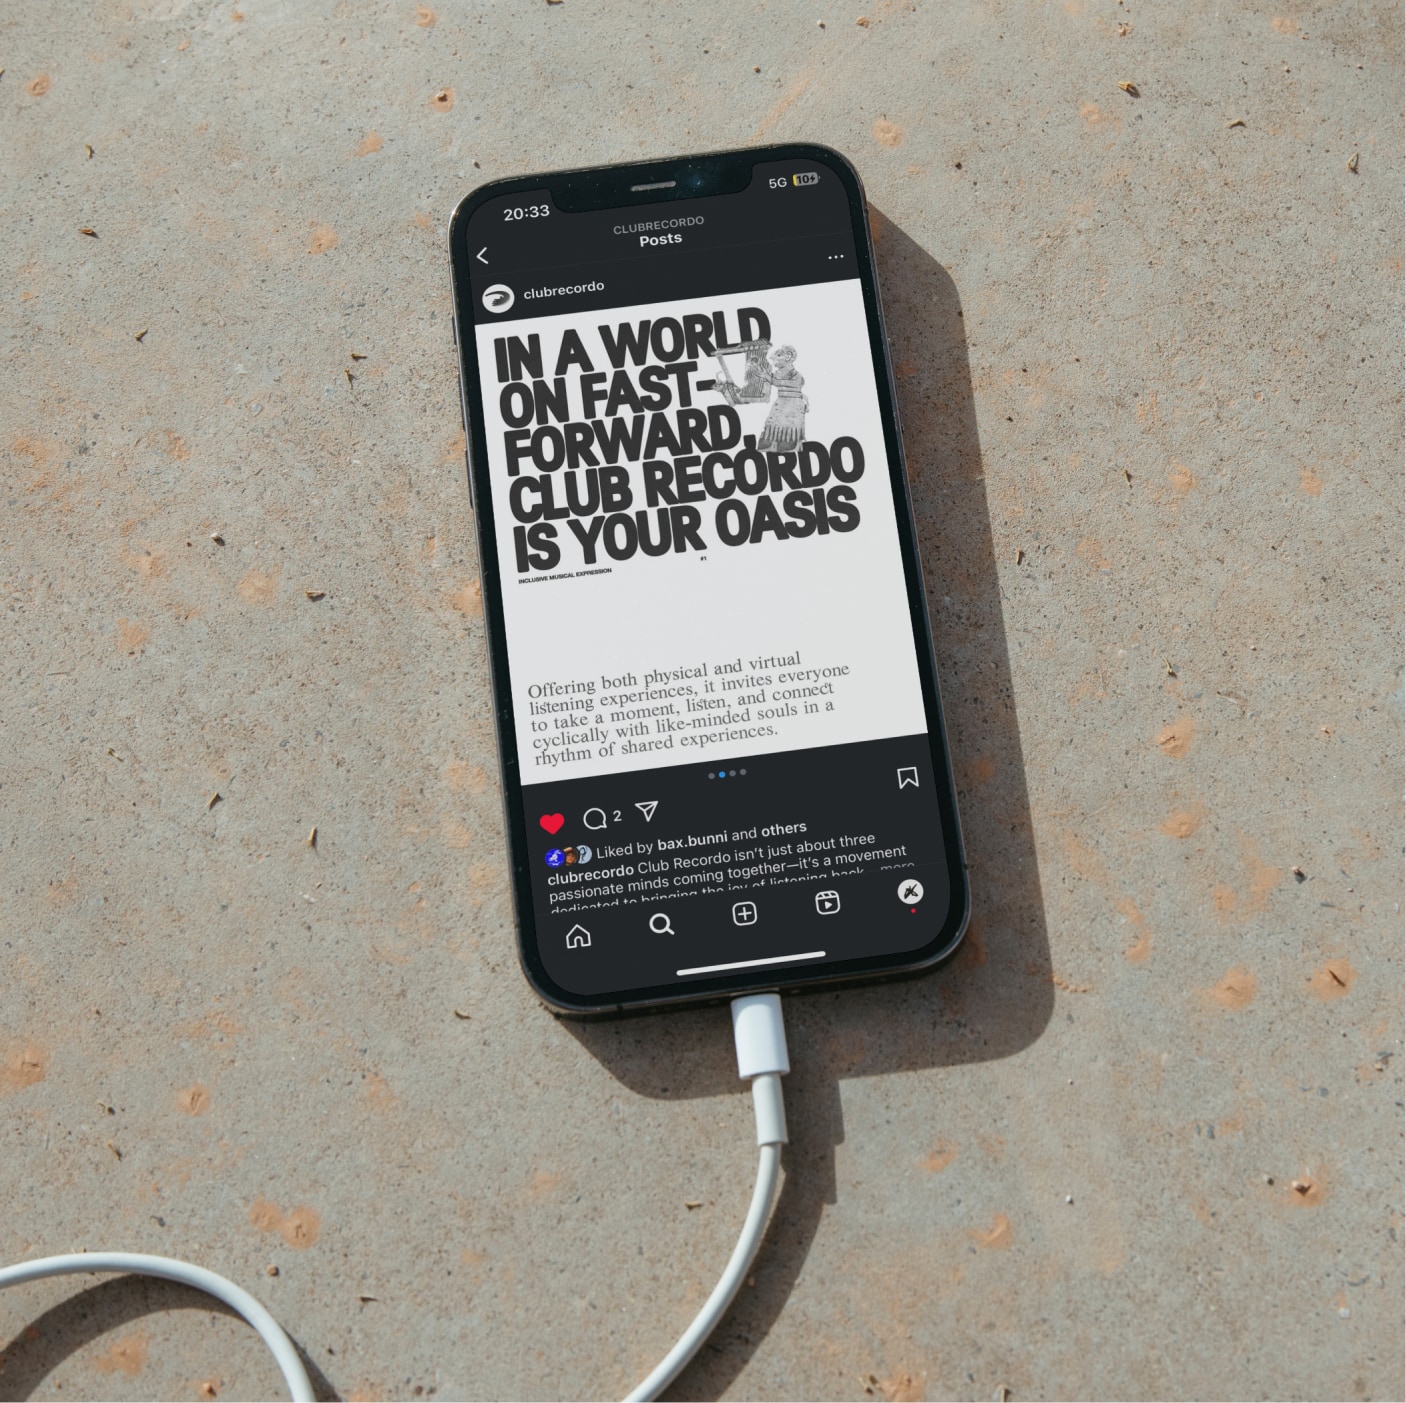 20:33
5G 10
CLUBRECORDO
Posts
clubrecordo
IN A WORLD
ON FAST-
FORWARD,
CLUB RECORDO
IS YOUR OASIS
INCLUSIVE MUSICAL EXPRESSION #1
Offering both physical and virtual
listening experiences, it invites everyone
to take a moment, listen, and connect
cyclically with like-minded souls in a
rhythm of shared experiences.
2
Liked by bax.bunni and others
clubrecordo Club Recordo isn't just about three
passionate minds coming together—it's a movement
dedicated to bringing the joy of listening back... more